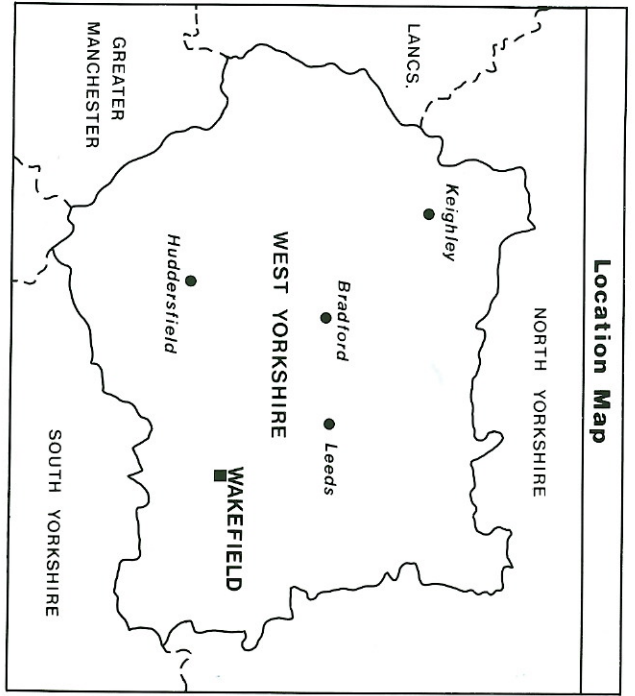 Location Map
NORTH YORKSHIRE
LANCS.
Keighley
Bradford
Leeds
WEST YORKSHIRE
WAKEFIELD
Huddersfield
GREATER
MANCHESTER
SOUTH YORKSHIRE